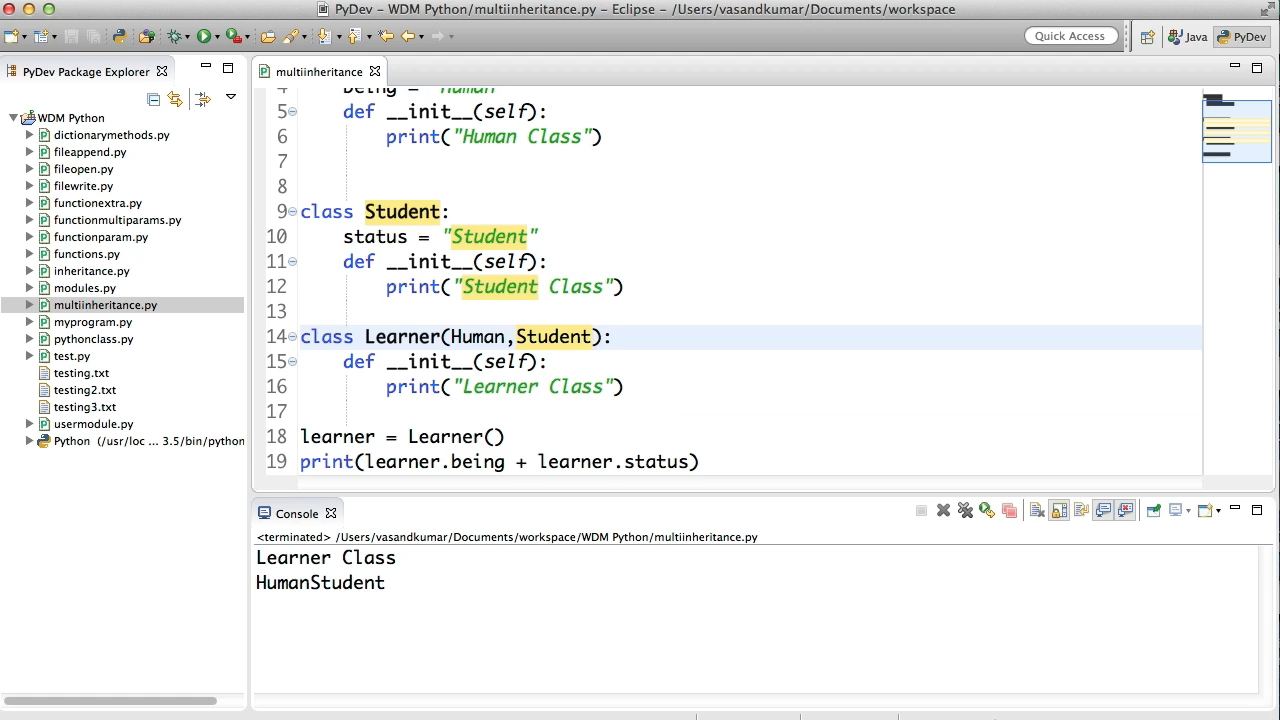 PyDev - WDM Python/multiinheritance.py - Eclipse - /Users/vasandkumar/Documents/workspace
Quick Access
Java
PyDev
PyDev Package Explorer
WDM Python
dictionarymethods.py
fileappend.py
fileopen.py
filewrite.py
functionextra.py
functionmultiparams.py
functionparam.py
functions.py
inheritance.py
modules.py
multiinheritance.py
myprogram.py
pythonclass.py
test.py
testing.txt
testing2.txt
testing3.txt
usermodule.py
Python (/usr/loc ... 3.5/bin/python
multiinheritance
4 being = "Human"
5 def __init__(self):
6 print("Human Class")
7
8
9 class Student:
10 status = "Student"
11 def __init__(self):
12 print("Student Class")
13
14 class Learner(Human,Student):
15 def __init__(self):
16 print("Learner Class")
17
18 learner = Learner()
19 print(learner.being + learner.status)
Console
<terminated> /Users/vasandkumar/Documents/workspace/WDM Python/multiinheritance.py
Learner Class
HumanStudent